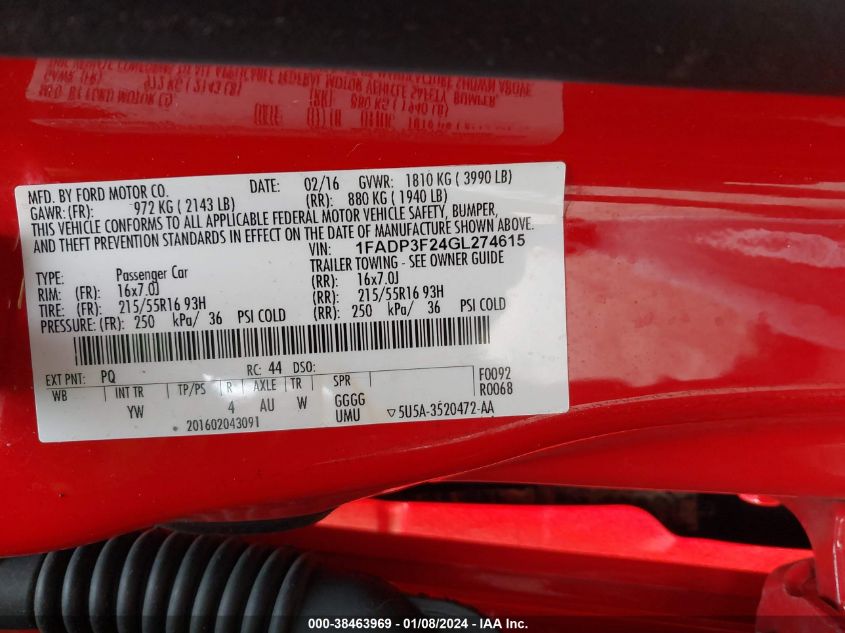 MFD. BY FORD MOTOR CO. DATE: 02/16 GVWR: 1810 KG ( 3990 LB)
GAWR: (FR): 972 KG ( 2143 LB) (RR): 880 KG ( 1940 LB)
THIS VEHICLE CONFORMS TO ALL APPLICABLE FEDERAL MOTOR VEHICLE SAFETY, BUMPER,
AND THEFT PREVENTION STANDARDS IN EFFECT ON THE DATE OF MANUFACTURE SHOWN ABOVE.
VIN: 1FADP3F24GL274615
TYPE: Passenger Car TRAILER TOWING - SEE OWNER GUIDE
RIM: (FR): 16x7.0J (RR): 16x7.0J
TIRE: (FR): 215/55R16 93H (RR): 215/55R16 93H
PRESSURE: (FR): 250 kPa/ 36 PSI COLD (RR): 250 kPa/ 36 PSI COLD
EXT PNT: PQ RC: 44 DSO: F0092
WB INT TR TP/PS R AXLE TR SPR R0068
YW 4 AU W GGGG
UMU ▽5U5A-3520472-AA
201602043091
000-38463969 - 01/08/2024 - IAA Inc.